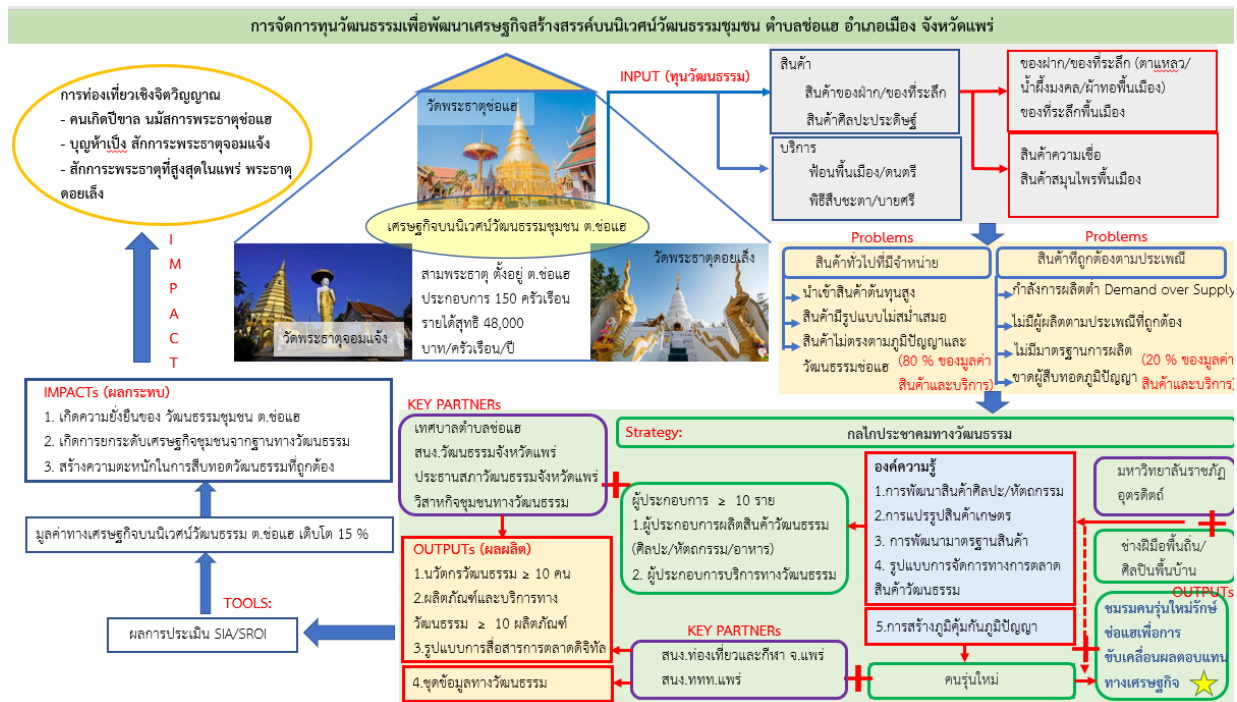 การจัดการทุนวัฒนธรรมเพื่อพัฒนาเศรษฐกิจสร้างสรรค์บนนิเวศน์วัฒนธรรมชุมชน ตำบลช่อแฮ อำเภอเมือง จังหวัดแพร่
การท่องเที่ยวเชิงจิตวิญญาณ
- คนเกิดปีขาล นมัสการพระธาตุช่อแฮ
- บุญห้าเป็ง สักการะพระธาตุจอมแจ้ง
- สักการะพระธาตุที่สูงสุดในแพร่ พระธาตุ
ดอยเล็ง
IMPACT
วัดพระธาตุช่อแฮ
เศรษฐกิจบนนิเวศน์วัฒนธรรมชุมชน ต.ช่อแฮ
วัดพระธาตุจอมแจ้ง
สามพระธาตุ ตั้งอยู่ ต.ช่อแฮ
ประกอบการ 150 ครัวเรือน
รายได้สุทธิ 48,000
บาท/ครัวเรือน/ปี
วัดพระธาตุดอยเล็ง
INPUT (ทุนวัฒนธรรม)
สินค้า
สินค้าของฝาก/ของที่ระลึก
สินค้าศิลปะประดิษฐ์
บริการ
ฟ้อนพื้นเมือง/ดนตรี
พิธีสืบชะตา/บายศรี
ของฝาก/ของที่ระลึก (ตาแหลว/
น้ำผึ้งมงคล/ผ้าทอพื้นเมือง)
ของที่ระลึกพื้นเมือง
สินค้าความเชื่อ
สินค้าสมุนไพรพื้นเมือง
Problems
สินค้าทั่วไปที่มีจำหน่าย
นำเข้าสินค้าต้นทุนสูง
สินค้ามีรูปแบบไม่สม่ำเสมอ
สินค้าไม่ตรงตามภูมิปัญญาและ
วัฒนธรรมช่อแฮ (80 % ของมูลค่า
สินค้าและบริการ)
Problems
สินค้าที่ถูกต้องตามประเพณี
กำลังการผลิตต่ำ Demand over Supply
ไม่มีผู้ผลิตตามประเพณีที่ถูกต้อง
ไม่มีมาตรฐานการผลิต
ขาดผู้สืบทอดภูมิปัญญา (20 % ของมูลค่า
สินค้าและบริการ)
IMPACTs (ผลกระทบ)
1. เกิดความยั่งยืนของ วัฒนธรรมชุมชน ต.ช่อแฮ
2. เกิดการยกระดับเศรษฐกิจชุมชนจากฐานทางวัฒนธรรม
3. สร้างความตะหนักในการสืบทอดวัฒนธรรมที่ถูกต้อง
มูลค่าทางเศรษฐกิจบนนิเวศน์วัฒนธรรม ต.ช่อแฮ เติบโต 15 %
TOOLS:
ผลการประเมิน SIA/SROI
KEY PARTNERs
เทศบาลตำบลช่อแฮ
สนง.วัฒนธรรมจังหวัดแพร่
ประธานสภาวัฒนธรรมจังหวัดแพร่
วิสาหกิจชุมชนทางวัฒนธรรม
OUTPUTs (ผลผลิต)
1.นวัตกรวัฒนธรรม ≥ 10 คน
2.ผลิตภัณฑ์และบริการทาง
วัฒนธรรม ≥ 10 ผลิตภัณฑ์
3.รูปแบบการสื่อสารการตลาดดิจิทัล
4.ชุดข้อมูลทางวัฒนธรรม
Strategy:
กลไกประชาคมทางวัฒนธรรม
ผู้ประกอบการ ≥ 10 ราย
1.ผู้ประกอบการผลิตสินค้าวัฒนธรรม
(ศิลปะ/หัตถกรรม/อาหาร)
2. ผู้ประกอบการบริการทางวัฒนธรรม
องค์ความรู้
1.การพัฒนาสินค้าศิลปะ/หัตถกรรม
2.การแปรรูปสินค้าเกษตร
3. การพัฒนามาตรฐานสินค้า
4. รูปแบบการจัดการทางการตลาด
สินค้าวัฒนธรรม
5.การสร้างภูมิคุ้มกันภูมิปัญญา
มหาวิทยาลันราชภัฏ
อุตรดิตถ์
ช่างฝีมือพื้นถิ่น/
ศิลปินพื้นบ้าน
KEY PARTNERs
สนง.ท่องเที่ยวและกีฬา จ.แพร่
สนง.ททท.แพร่
คนรุ่นใหม่
OUTPUTs
ชมรมคนรุ่นใหม่รักษ์
ช่อแฮเพื่อการ
ขับเคลื่อนผลตอบแทน
ทางเศรษฐกิจ